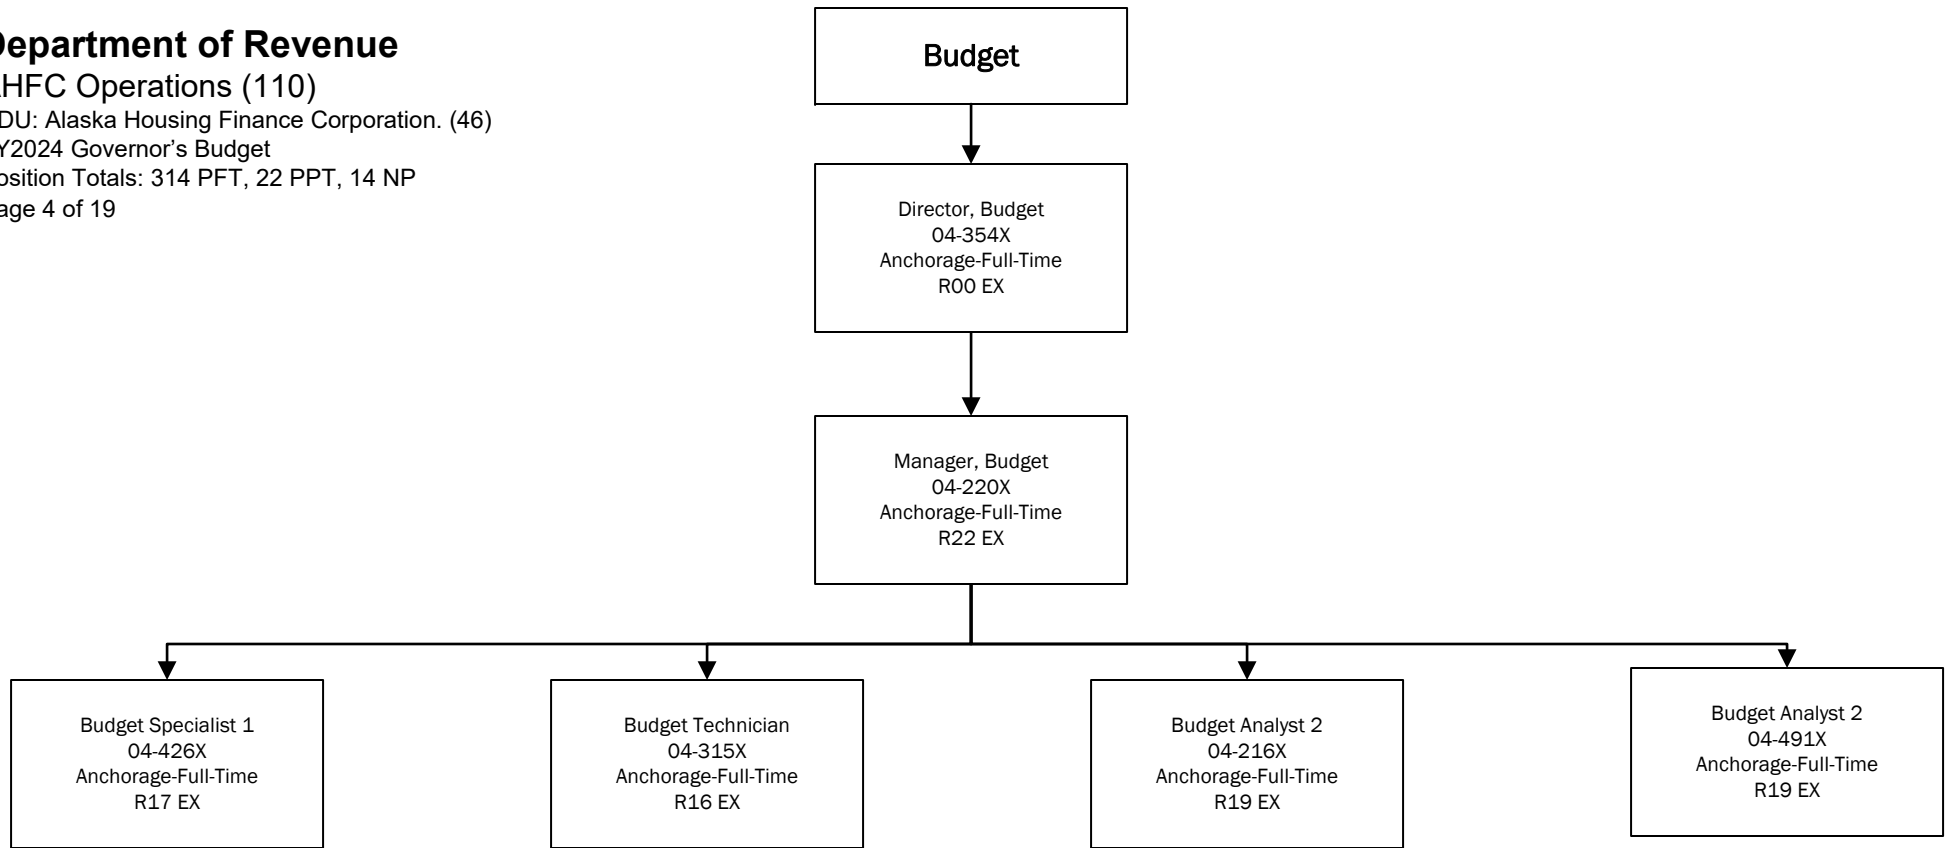 Department of Revenue
AHFC Operations (110)
DU: Alaska Housing Finance Corporation. (46)
Y2024 Governor's Budget
osition Totals: 314 PFT, 22 PPT, 14 NP
age 4 of 19
Budget
Director, Budget
04-354X
Anchorage-Full-Time
R00 EX
Manager, Budget
04-220X
Anchorage-Full-Time
R22 EX
Budget Specialist 1
04-426X
Anchorage-Full-Time
R17 EX
Budget Technician
04-315X
Anchorage-Full-Time
R16 EX
Budget Analyst 2
04-216X
Anchorage-Full-Time
R19 EX
Budget Analyst 2
04-491X
Anchorage-Full-Time
R19 EX